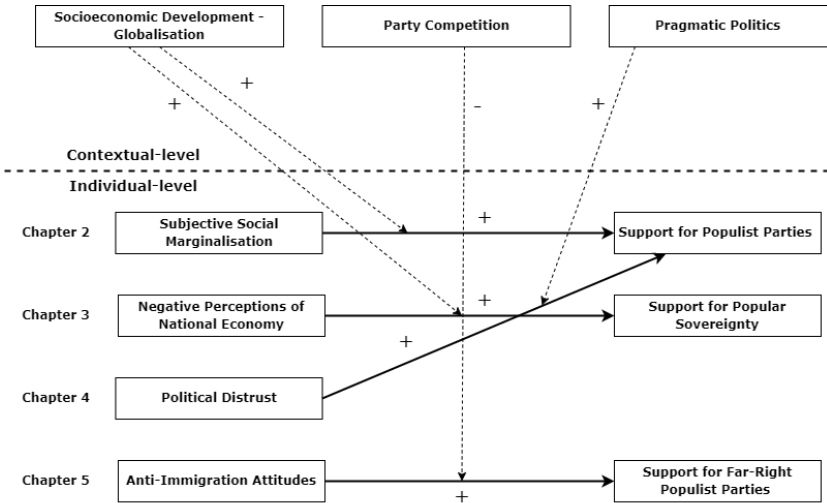 Socioeconomic Development -
Globalisation
Party Competition
Pragmatic Politics
+
+
-
+
Contextual-level
Individual-level
Chapter 2
Subjective Social
Marginalisation
+
Support for Populist Parties
Chapter 3
Negative Perceptions of
National Economy
+
Support for Popular
Sovereignty
+
Chapter 4
Political Distrust
Chapter 5
Anti-Immigration Attitudes
+
Support for Far-Right
Populist Parties